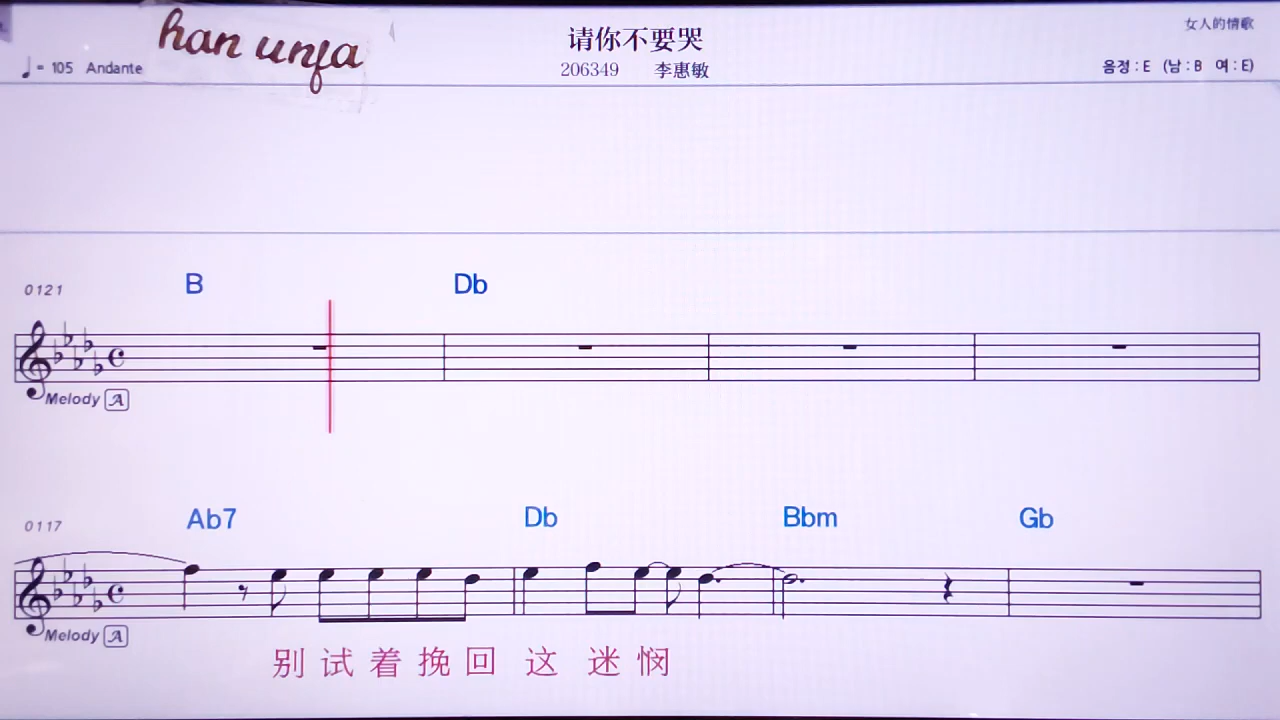 han unja
请你不要哭
女人的情歌
♩ = 105 Andante
206349 李惠敏
음정 : E (남 : B 여 : E)
0121
B Db
Melody A
0117
Ab7 Db Bbm Gb
Melody A
别 试 着 挽 回 这 迷 悯